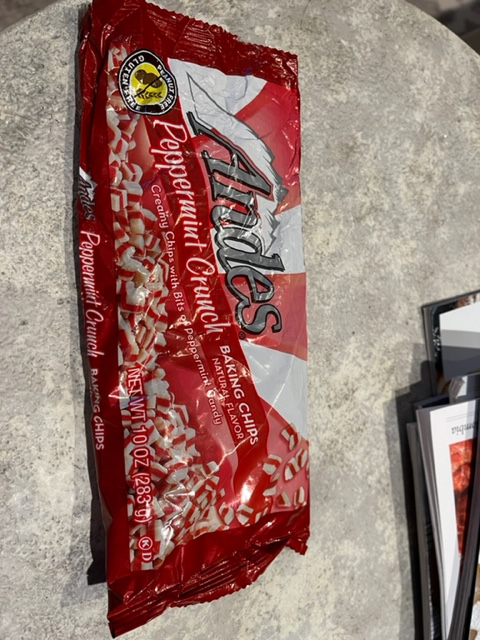 GLUTEN FREE
PEANUT FREE
Andes
Peppermint Crunch
BAKING CHIPS
NATURAL FLAVOR
Creamy Chips with Bits of Peppermint Candy
NET WT 10 OZ (283 g)
K D
Andes Peppermint Crunch BAKING CHIPS